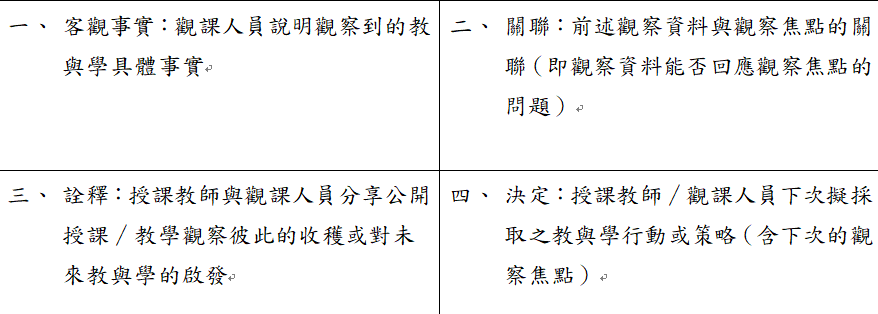 一、 客觀事實：觀課人員說明觀察到的教
與學具體事實
二、 關聯：前述觀察資料與觀察焦點的關
聯（即觀察資料能否回應觀察焦點的
問題）
三、 詮釋：授課教師與觀課人員分享公開
授課／教學觀察彼此的收穫或對未
來教與學的啟發
四、 決定：授課教師／觀課人員下次擬採
取之教與學行動或策略（含下次的觀
察焦點）